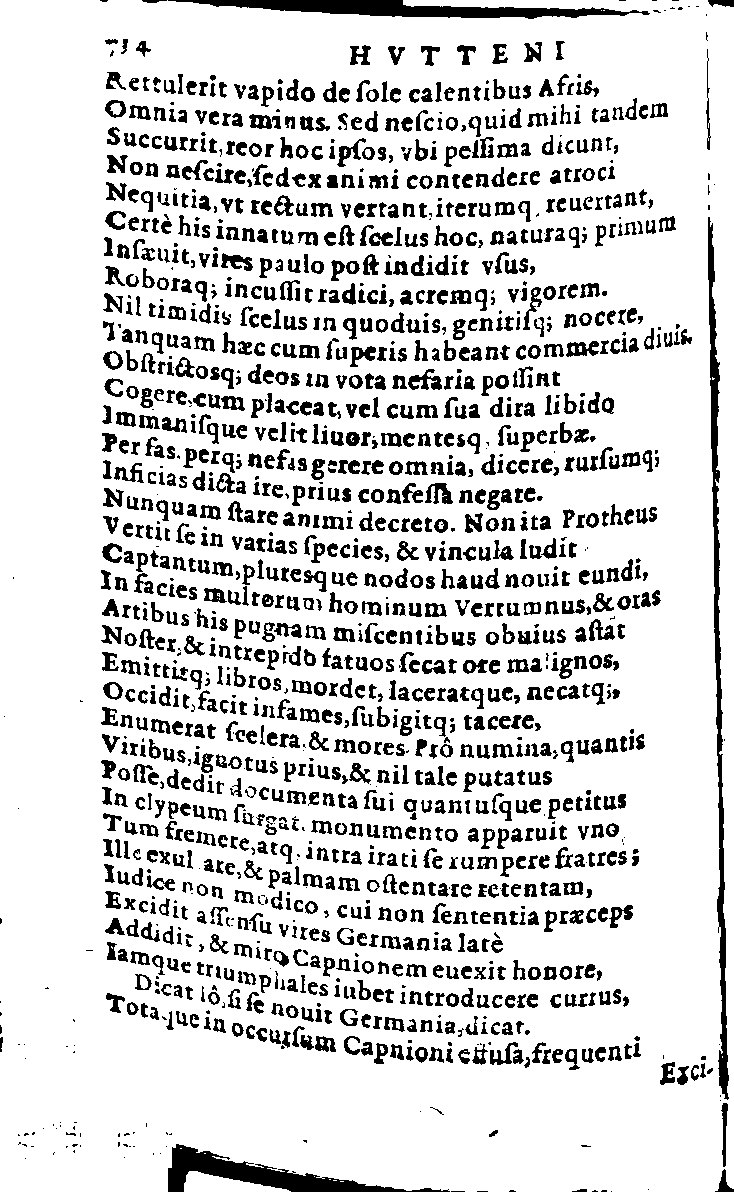 734 HVTTENI
Rettulerit vapido de ſole calentibus Afris,
Omnia vera minus. Sed neſcio, quid mihi tandem
Succurrit, reor hoc ipſos, vbi peſſima dicunt,
Non neſcire, ſed ex animi contendere atroci
Nequitia, vt rectum vertant, iterumq, reuertant,
Certè his innatum eſt ſcelus hoc, naturaq; primum
Inſæuit, vires paulo poſt indidit vſus,
Roboraq; incuſſit radici, acremq; vigorem.
Nil timidis ſcelus in quoduis, genitiſq; nocere,
Tanquam hæc cum ſuperis habeant commercia diuis.
Obſtrictosq; deos in vota nefaria poſſint
Cogere, cum placeat, vel cum ſua dira libido
Immaniſque velit liuor, mentesq, ſuperbæ.
Per fas, perq; nefas gerere omnia, dicere, rurſumq;
Inficias dicta ire, prius confeſſa negare.
Nunquam ſtare animi decreto. Non ita Protheus
Vertit ſe in varias ſpecies, & vincula ludit
Captantum, pluresque nodos haud nouit eundi,
In facies multorum hominum Vertumnus, & oras
Artibus his pugnam miſcentibus obuius aſtat
Noſter, & intrepido fatuos ſecat ore malignos,
Emittitq; libros, mordet, laceratque, necatq;,
Occidit, facit infames, ſubigitq; tacere,
Enumerat ſcelera, & mores. Prô numina, quantis
Viribus, ignotus prius, & nil tale putatus
Poſſe, dedit documenta ſui quantuſque petitus
In clypeum ſurgat, monumento apparuit vno,
Tum fremere, atq, intra irati ſe rumpere fratres;
Ille exultare, & palmam oſtentare retentam,
Iudice non modico, cui non ſententia præceps
Excidit aſſenſu vires Germania latè
Addidit, & miro Capnionem euexit honore,
Iamque triumphales iubet introducere currus,
Dicat iô, ſi ſe nouit Germania, dicat.
Totaque in occurſum Capnioni effuſa, frequenti
Exci-